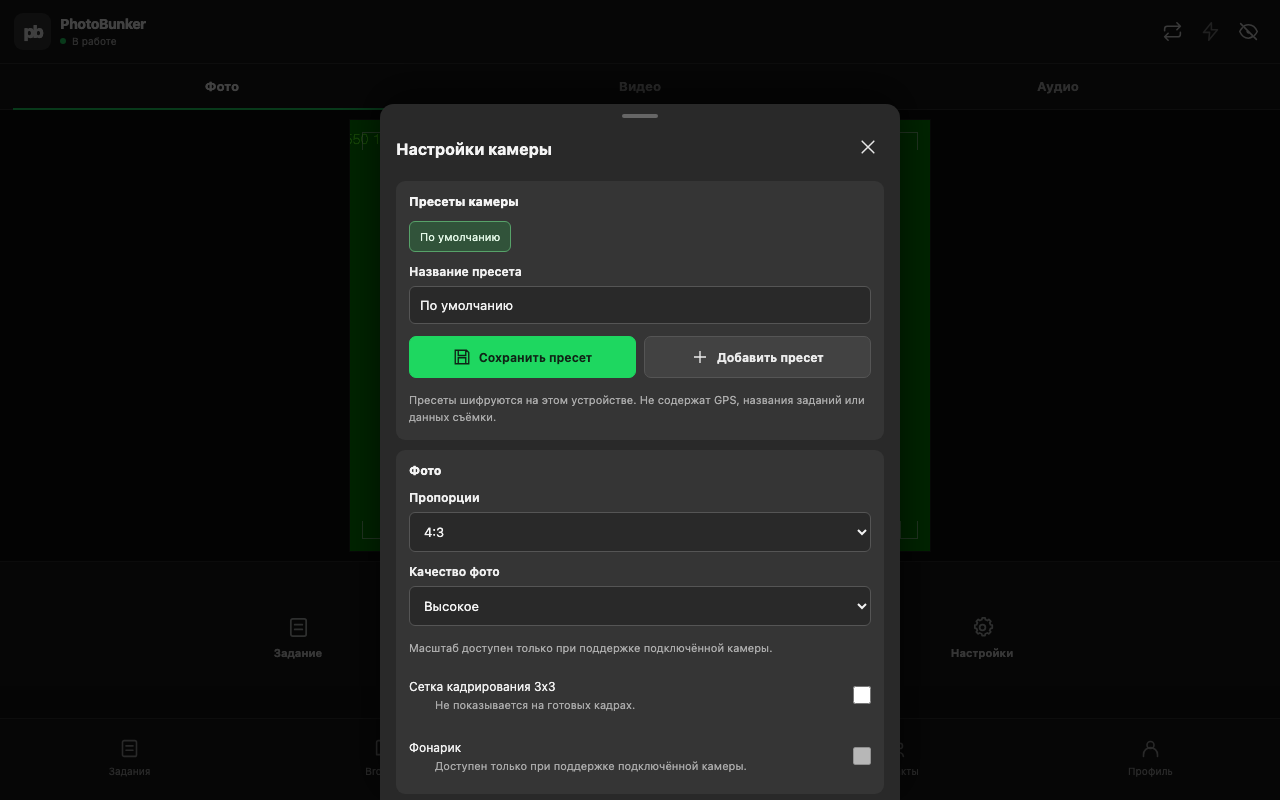 pb
PhotoBunker
В работе
Фото
Видео
Аудио
Настройки камеры
Пресеты камеры
По умолчанию
Название пресета
По умолчанию
Сохранить пресет
Добавить пресет
Пресеты шифруются на этом устройстве. Не содержат GPS, названия заданий или
данных съёмки.
Фото
Пропорции
4:3
Качество фото
Высокое
Масштаб доступен только при поддержке подключённой камеры.
Сетка кадрирования 3x3
Не показывается на готовых кадрах.
Фонарик
Доступен только при поддержке подключённой камеры.
Задание
Настройки
Задания
Профиль